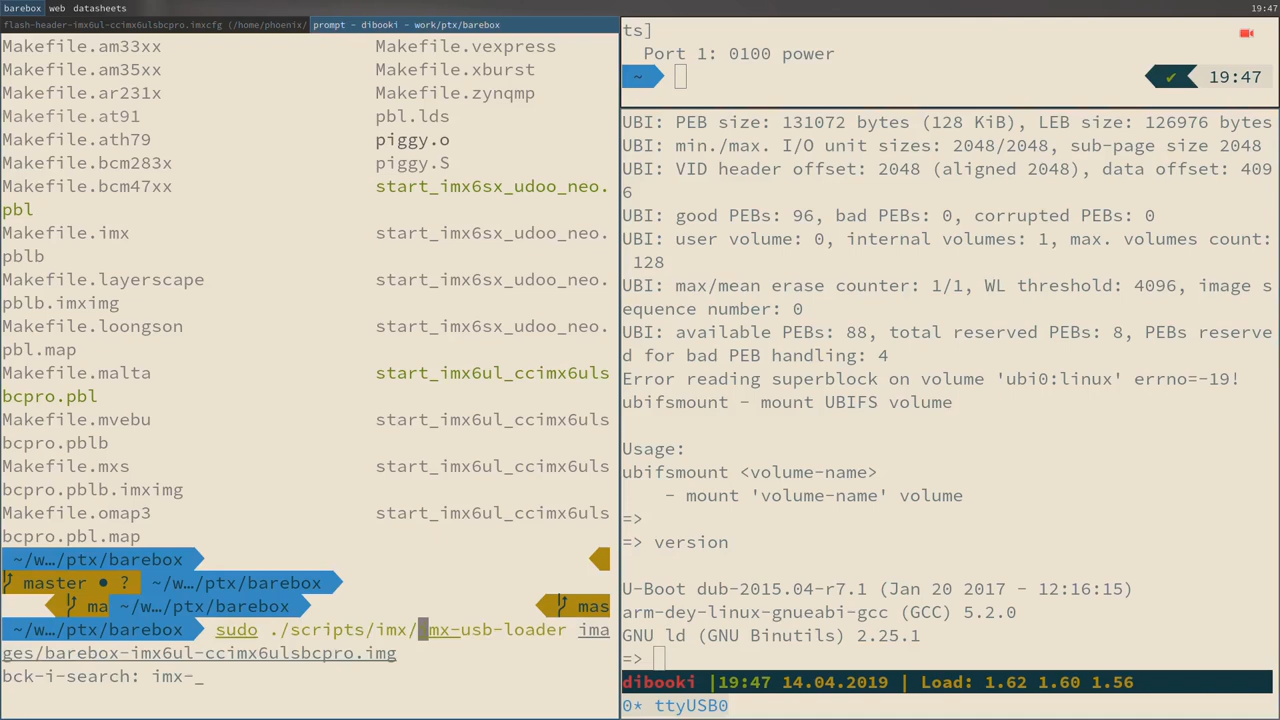 barebox web datasheets 19:47
flash-header-imx6ul-ccimx6ulsbcpro.imxcfg (/home/phoenix/ prompt - dibooki - work/ptx/barebox
Makefile.am33xx Makefile.vexpress
Makefile.am35xx Makefile.xburst
Makefile.ar231x Makefile.zynqmp
Makefile.at91 pbl.lds
Makefile.ath79 piggy.o
Makefile.bcm283x piggy.S
Makefile.bcm47xx start_imx6sx_udoo_neo.
pbl
Makefile.imx start_imx6sx_udoo_neo.
pblb
Makefile.layerscape start_imx6sx_udoo_neo.
pblb.imximg
Makefile.loongson start_imx6sx_udoo_neo.
pbl.map
Makefile.malta start_imx6ul_ccimx6uls
bcpro.pbl
Makefile.mvebu start_imx6ul_ccimx6uls
bcpro.pblb
Makefile.mxs start_imx6ul_ccimx6uls
bcpro.pblb.imximg
Makefile.omap3 start_imx6ul_ccimx6uls
bcpro.pbl.map
~/w…/ptx/barebox
master ● ? ~/w…/ptx/barebox
ma ~/w…/ptx/barebox mas
~/w…/ptx/barebox sudo ./scripts/imx/imx-usb-loader ima
ges/barebox-imx6ul-ccimx6ulsbcpro.img
bck-i-search: imx-_
ts]
Port 1: 0100 power
~ ✔ 19:47
UBI: PEB size: 131072 bytes (128 KiB), LEB size: 126976 bytes
UBI: min./max. I/O unit sizes: 2048/2048, sub-page size 2048
UBI: VID header offset: 2048 (aligned 2048), data offset: 409
6
UBI: good PEBs: 96, bad PEBs: 0, corrupted PEBs: 0
UBI: user volume: 0, internal volumes: 1, max. volumes count:
128
UBI: max/mean erase counter: 1/1, WL threshold: 4096, image s
equence number: 0
UBI: available PEBs: 88, total reserved PEBs: 8, PEBs reserve
d for bad PEB handling: 4
Error reading superblock on volume 'ubi0:linux' errno=-19!
ubifsmount - mount UBIFS volume
Usage:
ubifsmount <volume-name>
- mount 'volume-name' volume
=>
=> version
U-Boot dub-2015.04-r7.1 (Jan 20 2017 - 12:16:15)
arm-dey-linux-gnueabi-gcc (GCC) 5.2.0
GNU ld (GNU Binutils) 2.25.1
=>
dibooki |19:47 14.04.2019 | Load: 1.62 1.60 1.56
0* ttyUSB0